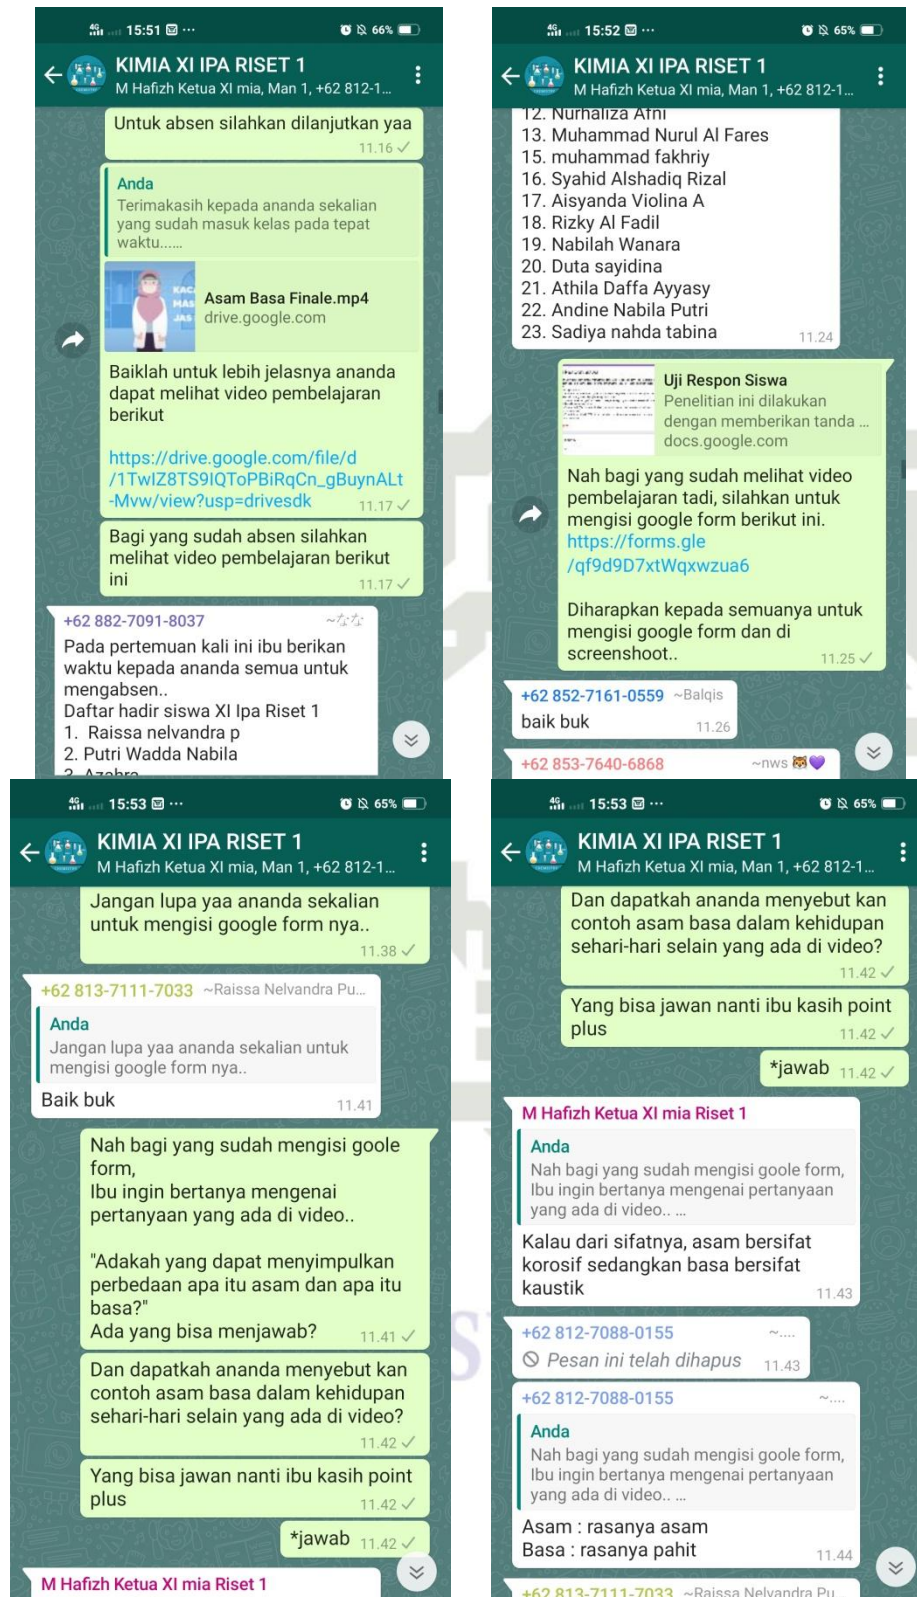 15:51
66%
KIMIA XI IPA RISET 1
M Hafizh Ketua XI mia, Man 1, +62 812-1...
Untuk absen silahkan dilanjutkan yaa
11.16
Anda
Terimakasih kepada ananda sekalian
yang sudah masuk kelas pada tepat
waktu......
Asam Basa Finale.mp4
drive.google.com
Baiklah untuk lebih jelasnya ananda
dapat melihat video pembelajaran
berikut
https://drive.google.com/file/d
/1TwIZ8TS9IQToPBiRqCn_gBuynALt
-Mvw/view?usp=drivesdk
11.17
Bagi yang sudah absen silahkan
melihat video pembelajaran berikut
ini
11.17
+62 882-7091-8037 ~なな
Pada pertemuan kali ini ibu berikan
waktu kepada ananda semua untuk
mengabsen..
Daftar hadir siswa XI Ipa Riset 1
1. Raissa nelvandra p
2. Putri Wadda Nabila
3. Azahra
15:52
65%
KIMIA XI IPA RISET 1
M Hafizh Ketua XI mia, Man 1, +62 812-1...
12. Nurhaliza Afni
13. Muhammad Nurul Al Fares
15. muhammad fakhriy
16. Syahid Alshadiq Rizal
17. Aisyanda Violina A
18. Rizky Al Fadil
19. Nabilah Wanara
20. Duta sayidina
21. Athila Daffa Ayyasy
22. Andine Nabila Putri
23. Sadiya nahda tabina
11.24
Uji Respon Siswa
Penelitian ini dilakukan
dengan memberikan tanda ...
docs.google.com
Nah bagi yang sudah melihat video
pembelajaran tadi, silahkan untuk
mengisi google form berikut ini.
https://forms.gle
/qf9d9D7xtWqxwzua6
Diharapkan kepada semuanya untuk
mengisi google form dan di
screenshoot..
11.25
+62 852-7161-0559 ~Balqis
baik buk
11.26
+62 853-7640-6868 ~nws 🐯💜
15:53
65%
KIMIA XI IPA RISET 1
M Hafizh Ketua XI mia, Man 1, +62 812-1...
Jangan lupa yaa ananda sekalian
untuk mengisi google form nya..
11.38
+62 813-7111-7033 ~Raissa Nelvandra Pu...
Anda
Jangan lupa yaa ananda sekalian untuk
mengisi google form nya..
Baik buk
11.41
Nah bagi yang sudah mengisi goole
form,
Ibu ingin bertanya mengenai
pertanyaan yang ada di video..
"Adakah yang dapat menyimpulkan
perbedaan apa itu asam dan apa itu
basa?"
Ada yang bisa menjawab?
11.41
Dan dapatkah ananda menyebut kan
contoh asam basa dalam kehidupan
sehari-hari selain yang ada di video?
11.42
Yang bisa jawan nanti ibu kasih point
plus
11.42
*jawab 11.42
M Hafizh Ketua XI mia Riset 1
15:53
65%
KIMIA XI IPA RISET 1
M Hafizh Ketua XI mia, Man 1, +62 812-1...
Dan dapatkah ananda menyebut kan
contoh asam basa dalam kehidupan
sehari-hari selain yang ada di video?
11.42
Yang bisa jawan nanti ibu kasih point
plus
11.42
*jawab 11.42
M Hafizh Ketua XI mia Riset 1
Anda
Nah bagi yang sudah mengisi goole form,
Ibu ingin bertanya mengenai pertanyaan
yang ada di video.. ...
Kalau dari sifatnya, asam bersifat
korosif sedangkan basa bersifat
kaustik
11.43
+62 812-7088-0155 ~....
Pesan ini telah dihapus 11.43
+62 812-7088-0155 ~....
Anda
Nah bagi yang sudah mengisi goole form,
Ibu ingin bertanya mengenai pertanyaan
yang ada di video.. ...
Asam : rasanya asam
Basa : rasanya pahit
11.44
+62 813-7111-7033 ~Raissa Nelvandra Pu...